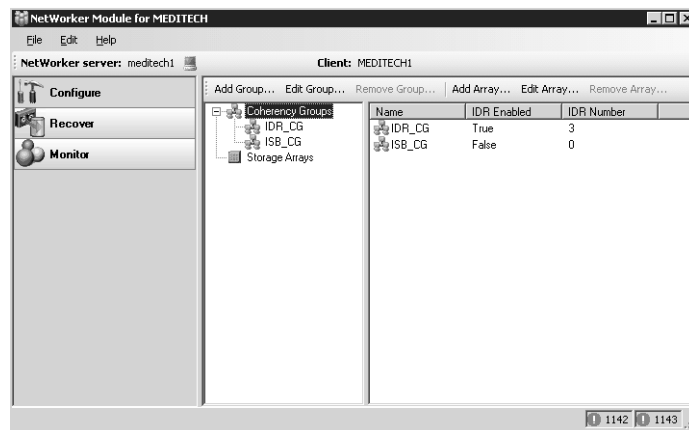 NetWorker Module for MEDITECH
File Edit Help
NetWorker server: meditech1 Client: MEDITECH1
Configure
Recover
Monitor
Add Group... Edit Group... Remove Group... Add Array... Edit Array... Remove Array...
Coherency Groups
IDR_CG
ISB_CG
Storage Arrays
Name IDR Enabled IDR Number
IDR_CG True 3
ISB_CG False 0
1142 1143